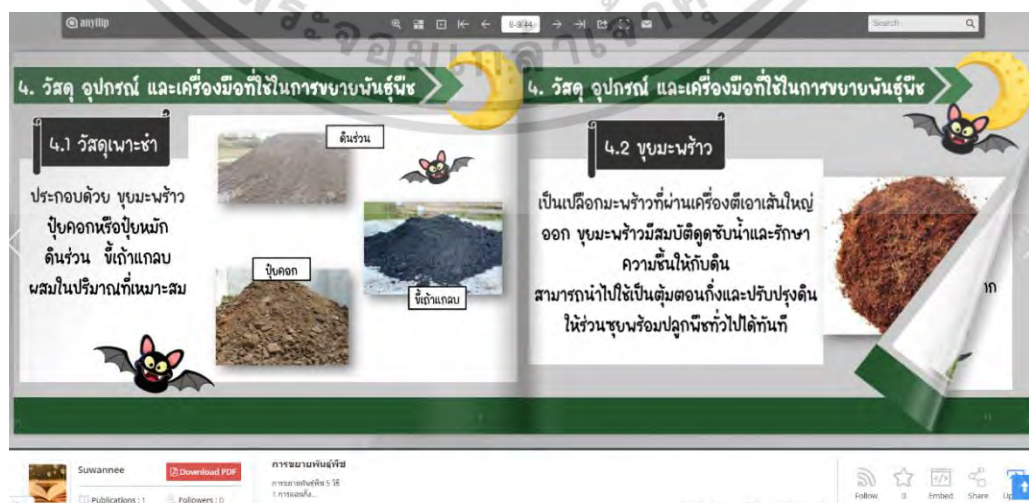 anyflip
Search
4. วัสดุ อุปกรณ์ และเครื่องมือที่ใช้ในการขยายพันธุ์พืช
4.1 วัสดุเพาะชำ
ประกอบด้วย ขุยมะพร้าว
ปุ๋ยคอกหรือปุ๋ยหมัก
ดินร่วน ขี้เถ้าแกลบ
ผสมในปริมาณที่เหมาะสม
ดินร่วน
ปุ๋ยคอก
ขี้เถ้าแกลบ
4. วัสดุ อุปกรณ์ และเครื่องมือที่ใช้ในการขยายพันธุ์พืช
4.2 ขุยมะพร้าว
เป็นเปลือกมะพร้าวที่ผ่านเครื่องตีเอาเส้นใหญ่
ออก ขุยมะพร้าวมีสมบัติดูดซับน้ำและรักษา
ความชื้นให้กับดิน
สามารถนำไปใช้เป็นตุ้มตอนกิ่งและปรับปรุงดิน
ให้ร่วนซุยพร้อมปลูกพืชทั่วไปได้ทันที
Suwannee
Download PDF
Publications : 1
Followers : 0
การขยายพันธุ์พืช
การขยายพันธุ์พืช 5 วิธี
Follow
0
Embed
Share